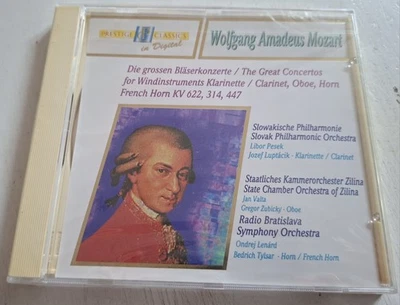 PRESTIGE CLASSICS
in Digital
Wolfgang Amadeus Mozart
Die grossen Bläserkonzerte / The Great Concertos
for Windinstruments Klarinette / Clarinet, Oboe, Horn
French Horn KV 622, 314, 447
Slowakische Philharmonie
Slovak Philharmonic Orchestra
Libor Pesek
Jozef Luptácik - Klarinette / Clarinet
Staatliches Kammerorchester Zilina
State Chamber Orchestra of Zilina
Jan Valta
Gregor Zubicky - Oboe
Radio Bratislava
Symphony Orchestra
Ondrej Lenárd
Bedrich Tylsar - Horn / French Horn